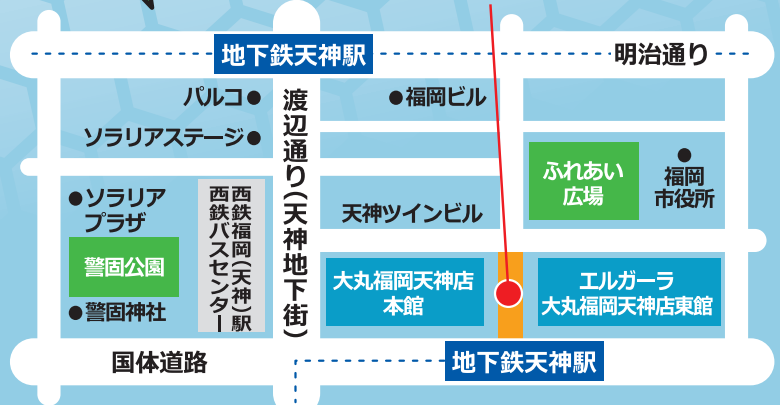 地下鉄天神駅
明治通り
パルコ
福岡ビル
ソラリアステージ
渡辺通り(天神地下街)
ふれあい
広場
福岡
市役所
ソラリア
プラザ
西鉄福岡(天神)駅
西鉄バスセンター
天神ツインビル
警固公園
大丸福岡天神店
本館
エルガーラ
大丸福岡天神店東館
警固神社
国体道路
地下鉄天神駅